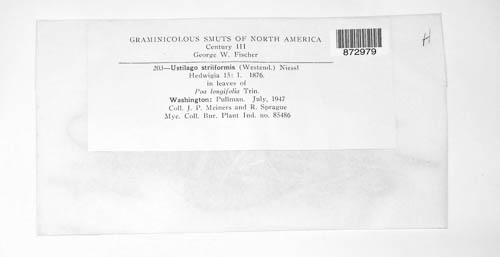 GRAMINICOLOUS SMUTS OF NORTH AMERICA
Century III
George W. Fischer
872979
H
203—Ustilago striiformis (Westend.) Niessl
Hedwigia 15: 1. 1876.
in leaves of
Poa longifolia Trin.
Washington: Pullman. July, 1947
Coll. J. P. Meiners and R. Sprague
Myc. Coll. Bur. Plant Ind. no. 85486